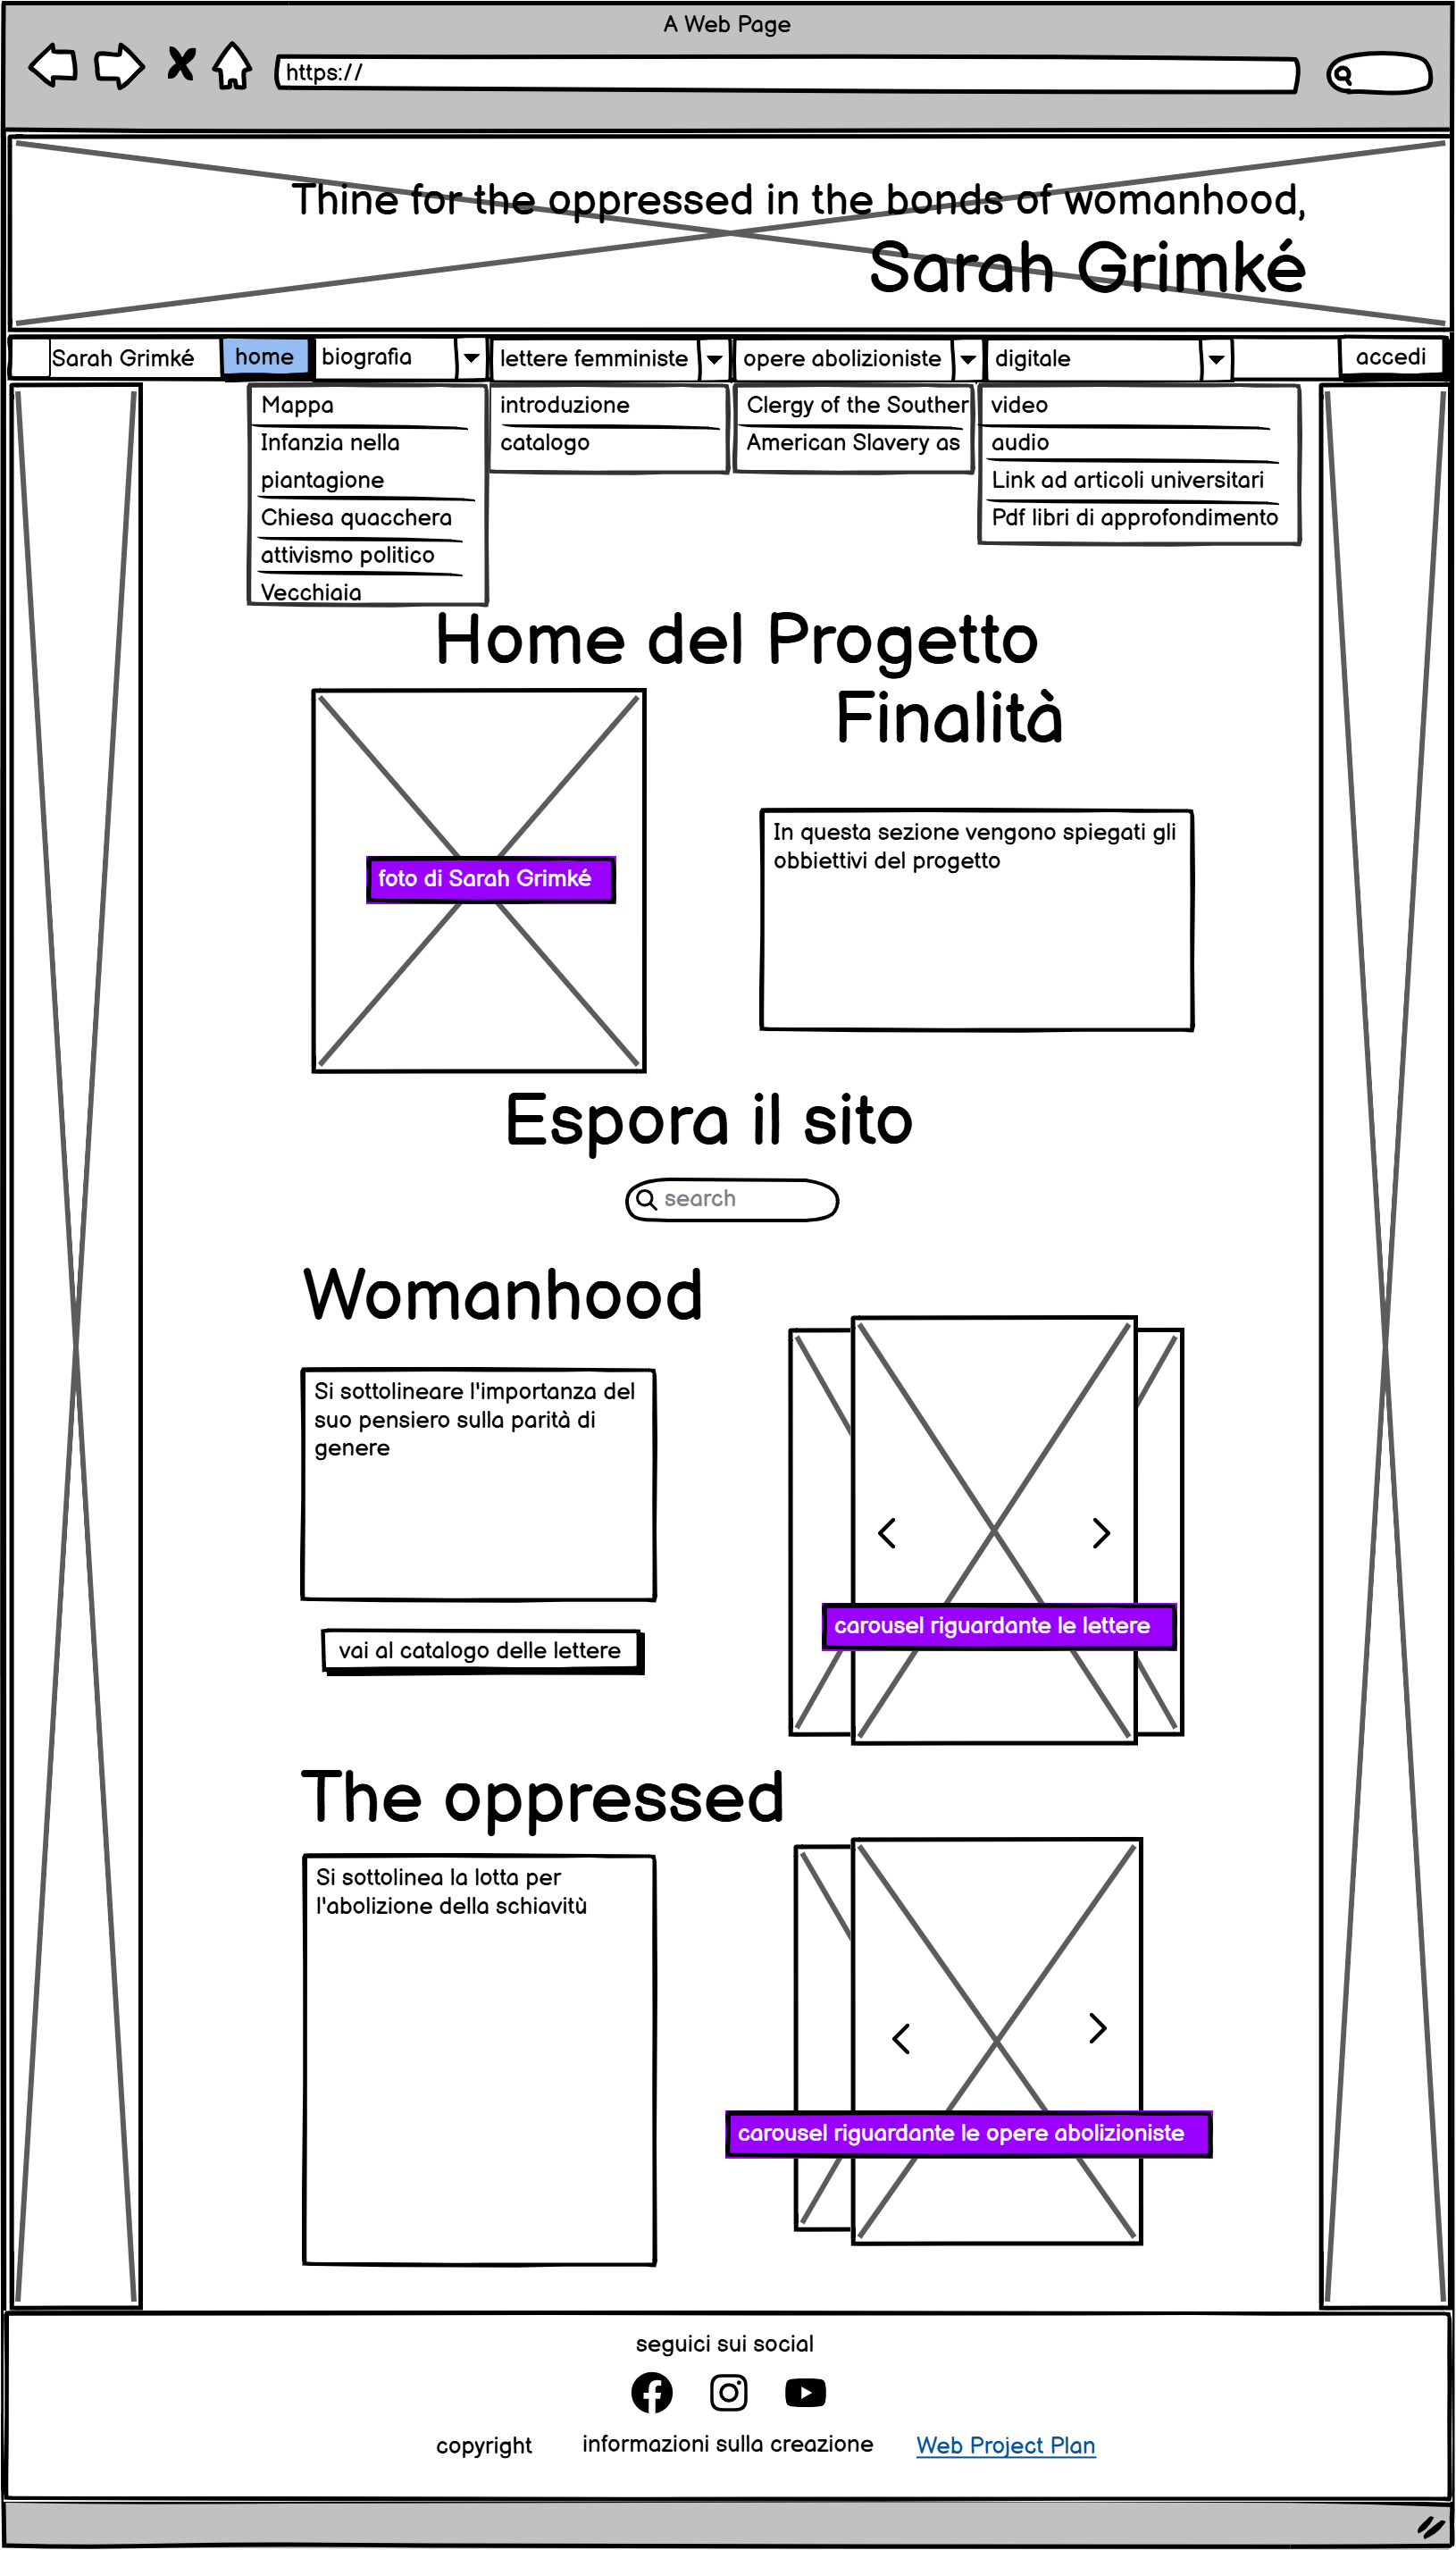 A Web Page
https://
Thine for the oppressed in the bonds of womanhood,
Sarah Grimké
Sarah Grimké
home
biografia
lettere femministe
opere abolizioniste
digitale
accedi
Mappa
Infanzia nella
piantagione
Chiesa quacchera
attivismo politico
Vecchiaia
introduzione
catalogo
Clergy of the Souther
American Slavery as
video
audio
Link ad articoli universitari
Pdf libri di approfondimento
Home del Progetto
Finalità
foto di Sarah Grimké
In questa sezione vengono spiegati gli
obbiettivi del progetto
Espora il sito
search
Womanhood
Si sottolineare l'importanza del
suo pensiero sulla parità di
genere
vai al catalogo delle lettere
carousel riguardante le lettere
The oppressed
Si sottolinea la lotta per
l'abolizione della schiavitù
carousel riguardante le opere abolizioniste
seguici sui social
copyright
informazioni sulla creazione
Web Project Plan